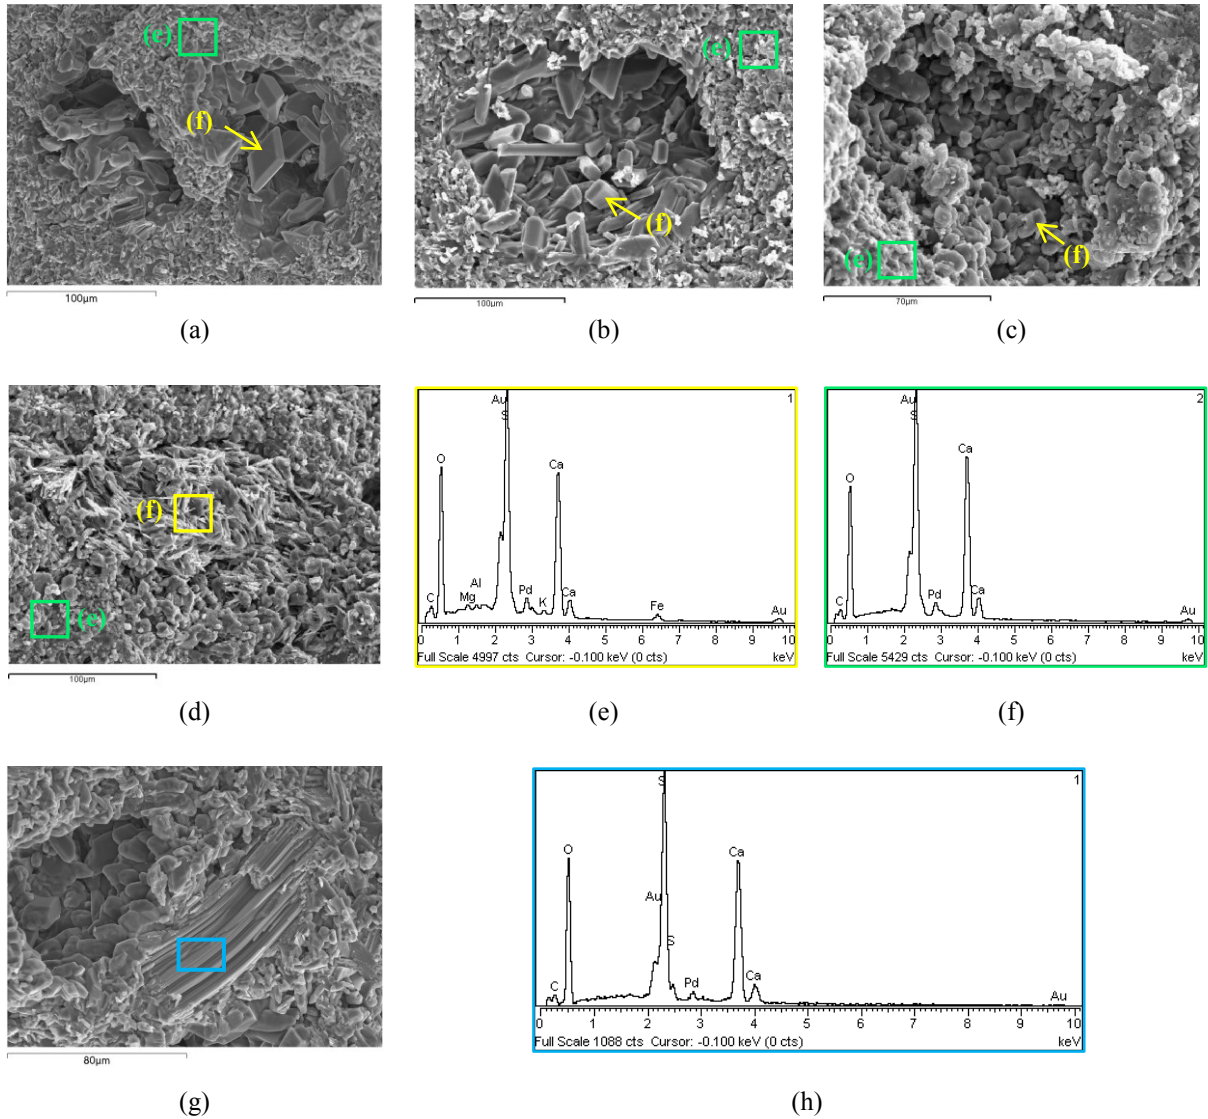 (e)
(f)
100μm
(e)
(f)
100μm
(e)
(f)
70μm
(a)
(b)
(c)
(f)
(e)
100μm
Au
1
S
O
Ca
C
Mg
Al
Pd
K
Ca
Fe
Au
0 1 2 3 4 5 6 7 8 9 10
Full Scale 4997 cts Cursor: -0.100 keV (0 cts) keV
Au
2
S
O
Ca
C
Pd
Ca
Au
0 1 2 3 4 5 6 7 8 9 10
Full Scale 5429 cts Cursor: -0.100 keV (0 cts) keV
(d)
(e)
(f)
80μm
S
1
O
Ca
Au
S
C
Pd
Ca
Au
0 1 2 3 4 5 6 7 8 9 10
Full Scale 1088 cts Cursor: -0.100 keV (0 cts) keV
(g)
(h)